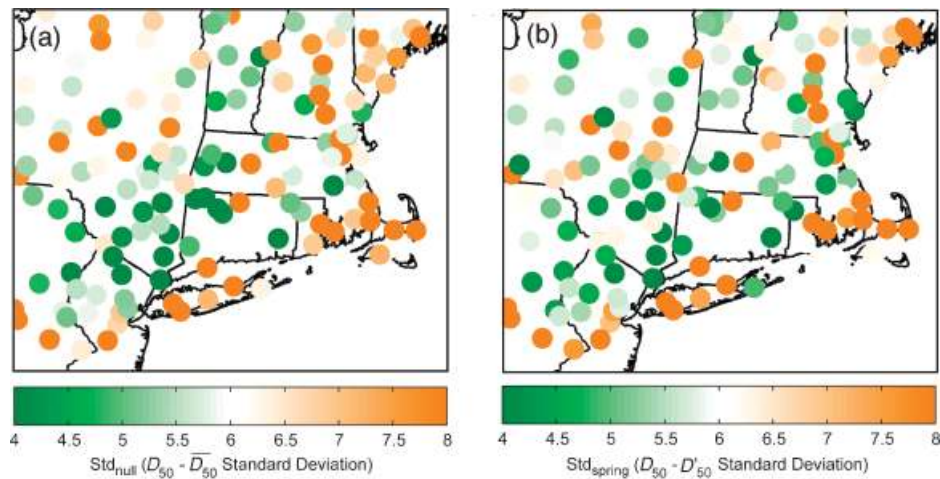 (a)
(b)
4 4.5 5 5.5 6 6.5 7 7.5 8
4 4.5 5 5.5 6 6.5 7 7.5 8
Std_null (D_50 - D̅_50 Standard Deviation)
Std_spring (D_50 - D'_50 Standard Deviation)